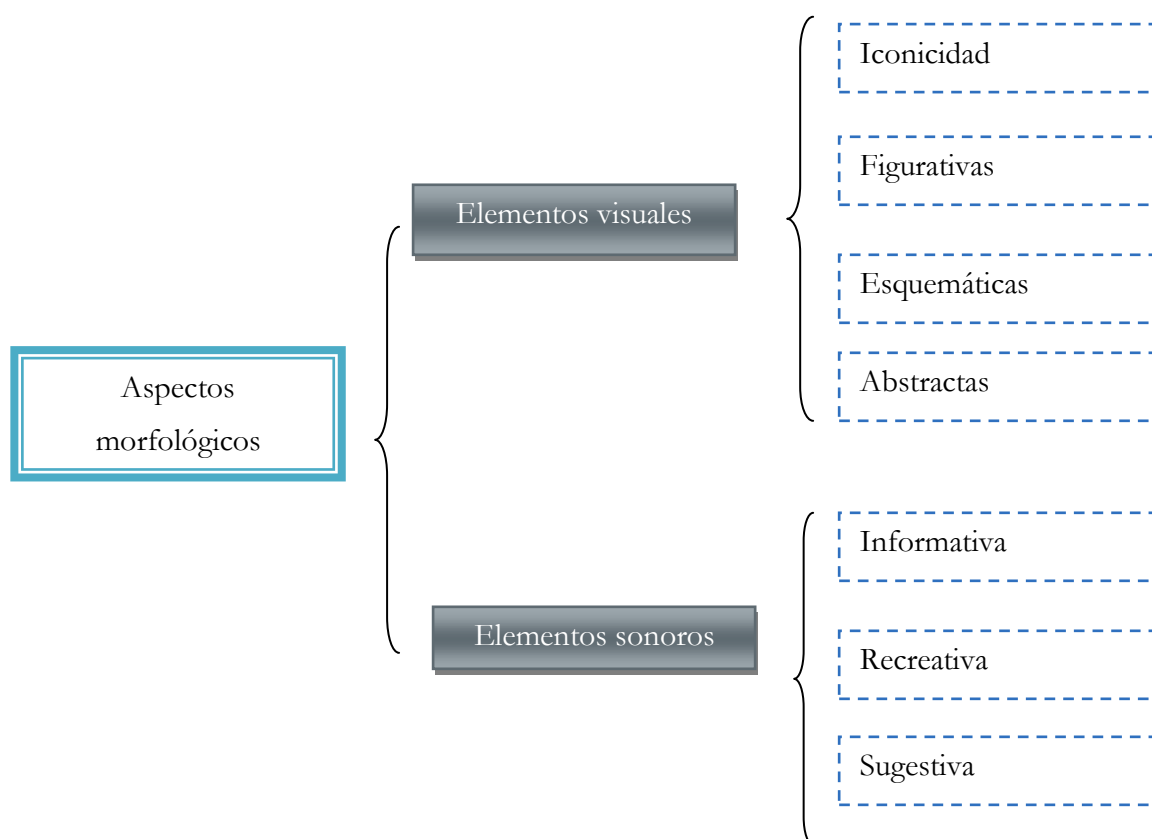 Aspectos
morfológicos
Elementos visuales
Iconicidad
Figurativas
Esquemáticas
Abstractas
Elementos sonoros
Informativa
Recreativa
Sugestiva